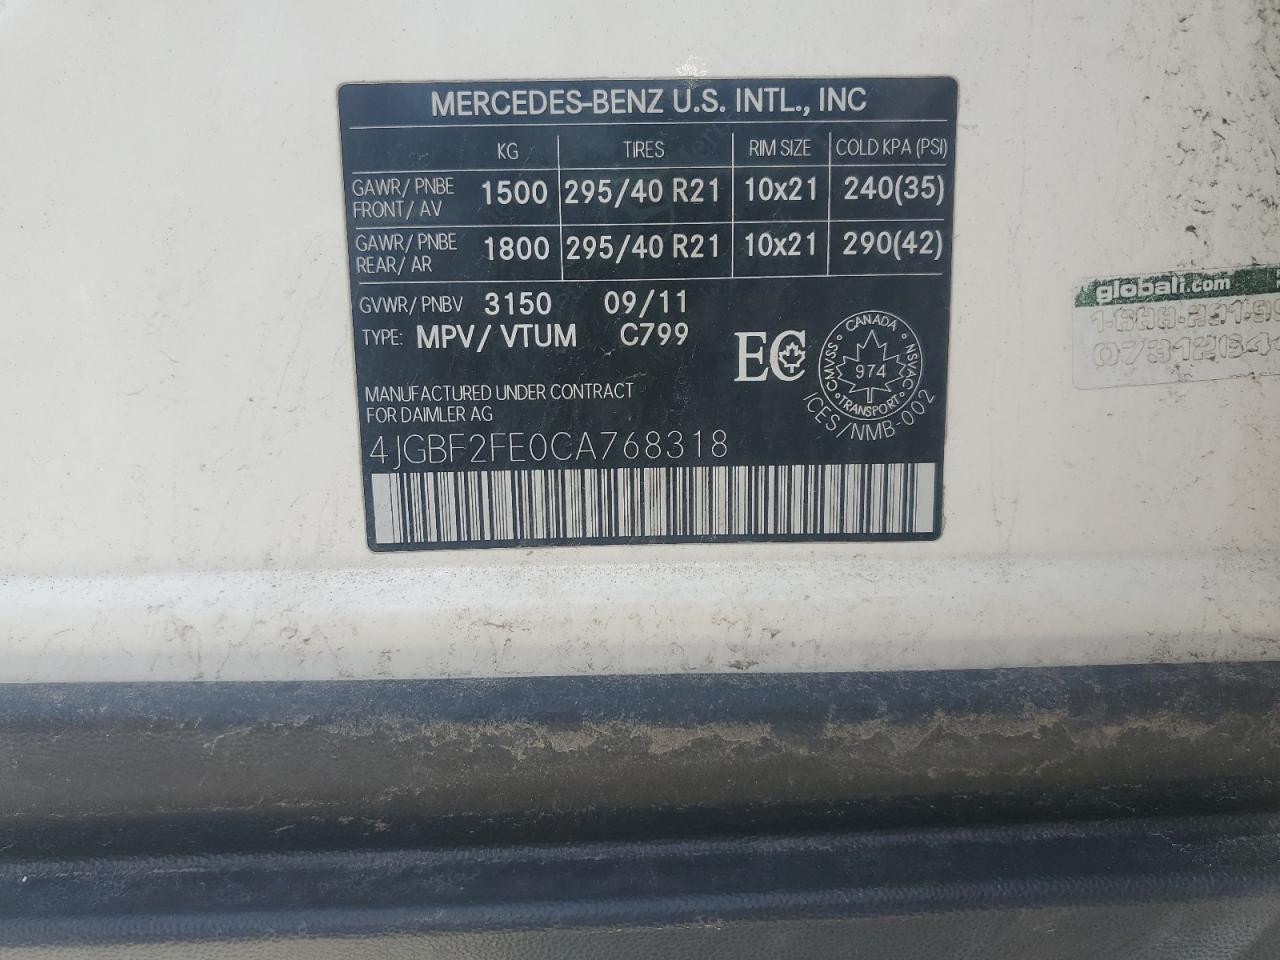 MERCEDES-BENZ U.S. INTL., INC
KG TIRES RIM SIZE COLD KPA (PSI)
GAWR/ PNBE FRONT/ AV 1500 295/40 R21 10x21 240(35)
GAWR/ PNBE REAR/ AR 1800 295/40 R21 10x21 290(42)
GVWR/ PNBV 3150 09/11
TYPE: MPV/ VTUM C799
EC
CANADA
CMVSS 974 NSVAC
TRANSPORT
ICES/NMB-002
MANUFACTURED UNDER CONTRACT
FOR DAIMLER AG
4JGBF2FE0CA768318
globali.com